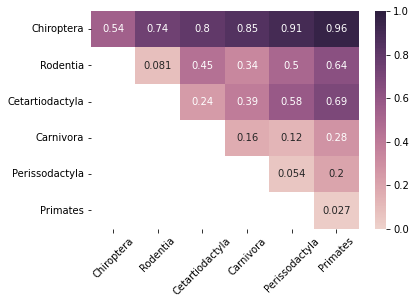 Chiroptera 0.54 0.74 0.8 0.85 0.91 0.96
Rodentia 0.081 0.45 0.34 0.5 0.64
Cetartiodactyla 0.24 0.39 0.58 0.69
Carnivora 0.16 0.12 0.28
Perissodactyla 0.054 0.2
Primates 0.027
Chiroptera Rodentia Cetartiodactyla Carnivora Perissodactyla Primates
1.0
0.8
0.6
0.4
0.2
0.0